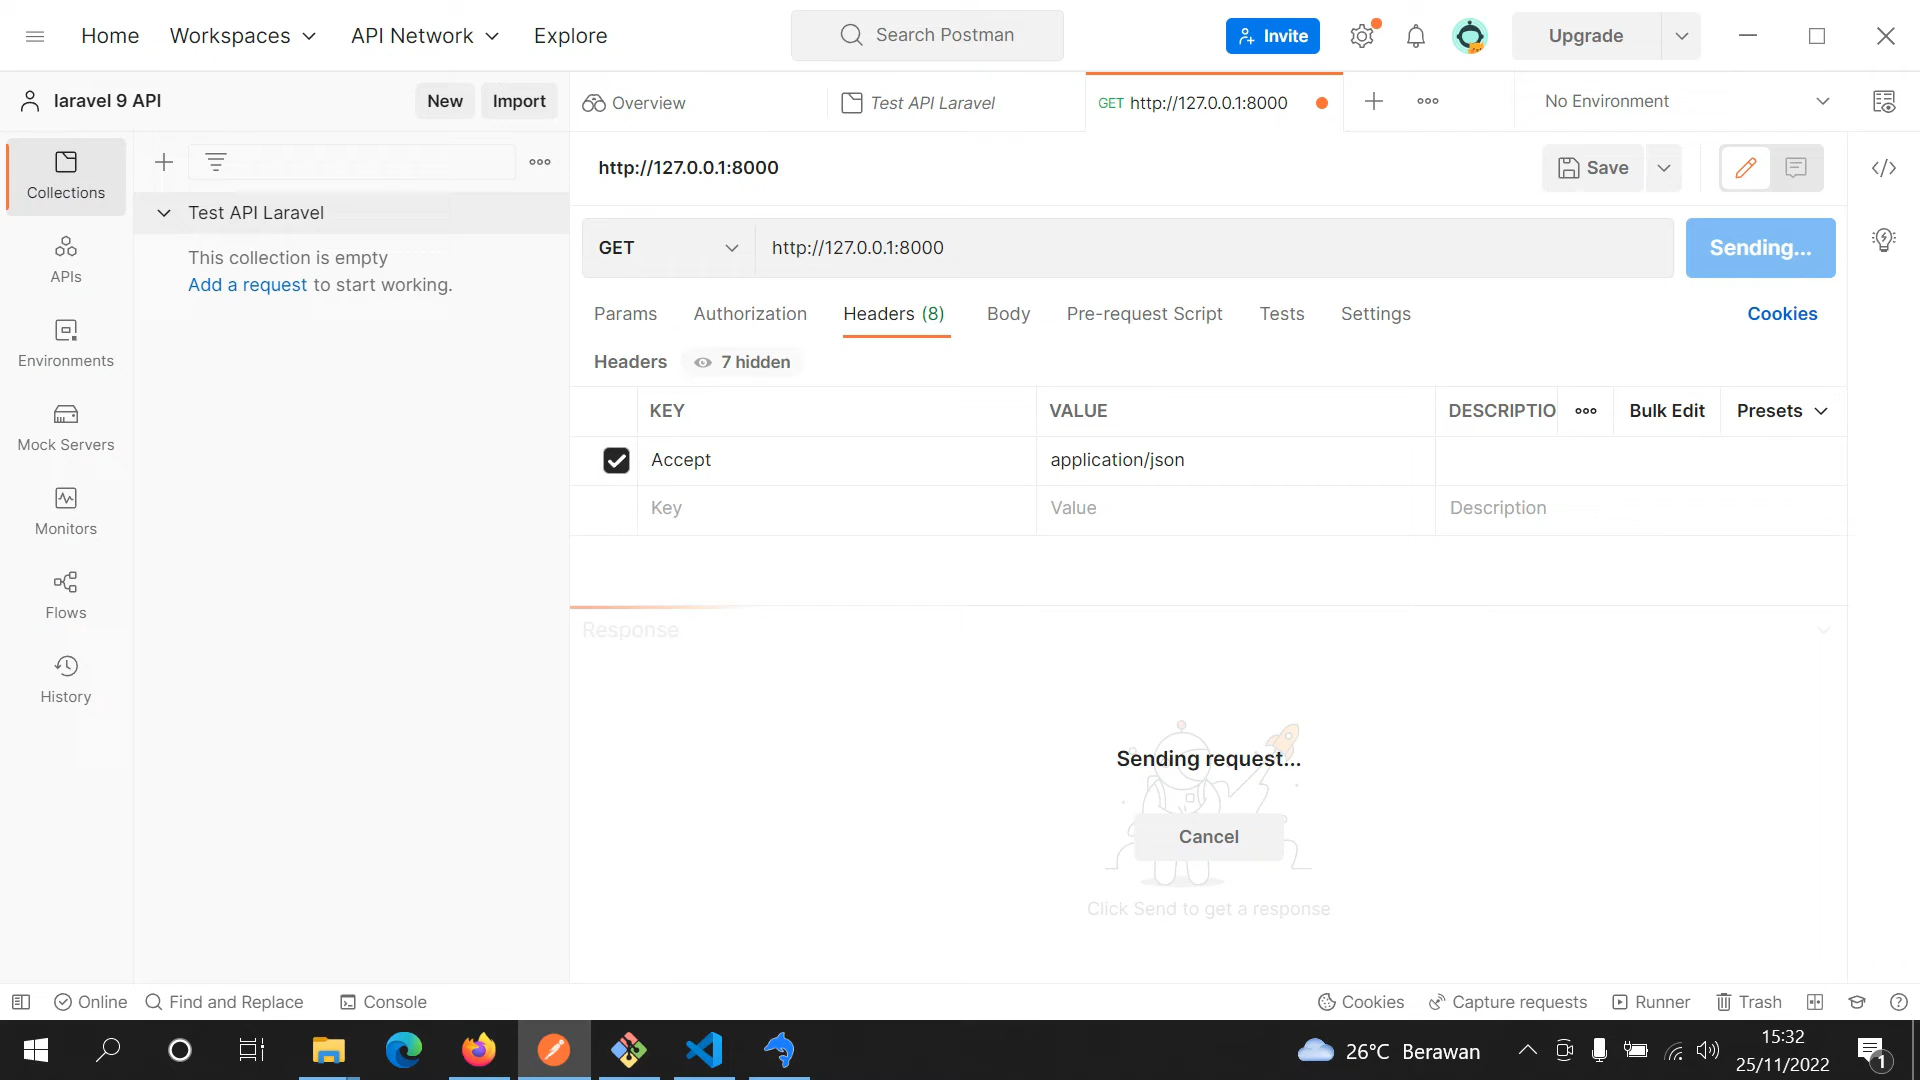 Home
Workspaces
API Network
Explore
Search Postman
Invite
Upgrade
laravel 9 API
New
Import
Overview
Test API Laravel
GET http://127.0.0.1:8000
No Environment
Collections
APIs
Environments
Mock Servers
Monitors
Flows
History
Test API Laravel
This collection is empty
Add a request to start working.
http://127.0.0.1:8000
Save
GET
http://127.0.0.1:8000
Sending...
Params
Authorization
Headers (8)
Body
Pre-request Script
Tests
Settings
Cookies
Headers
7 hidden
KEY
VALUE
DESCRIPTIO
Bulk Edit
Presets
Accept
application/json
Key
Value
Description
Response
Sending request...
Cancel
Click Send to get a response
Online
Find and Replace
Console
Cookies
Capture requests
Runner
Trash
26°C Berawan
15:32
25/11/2022
1